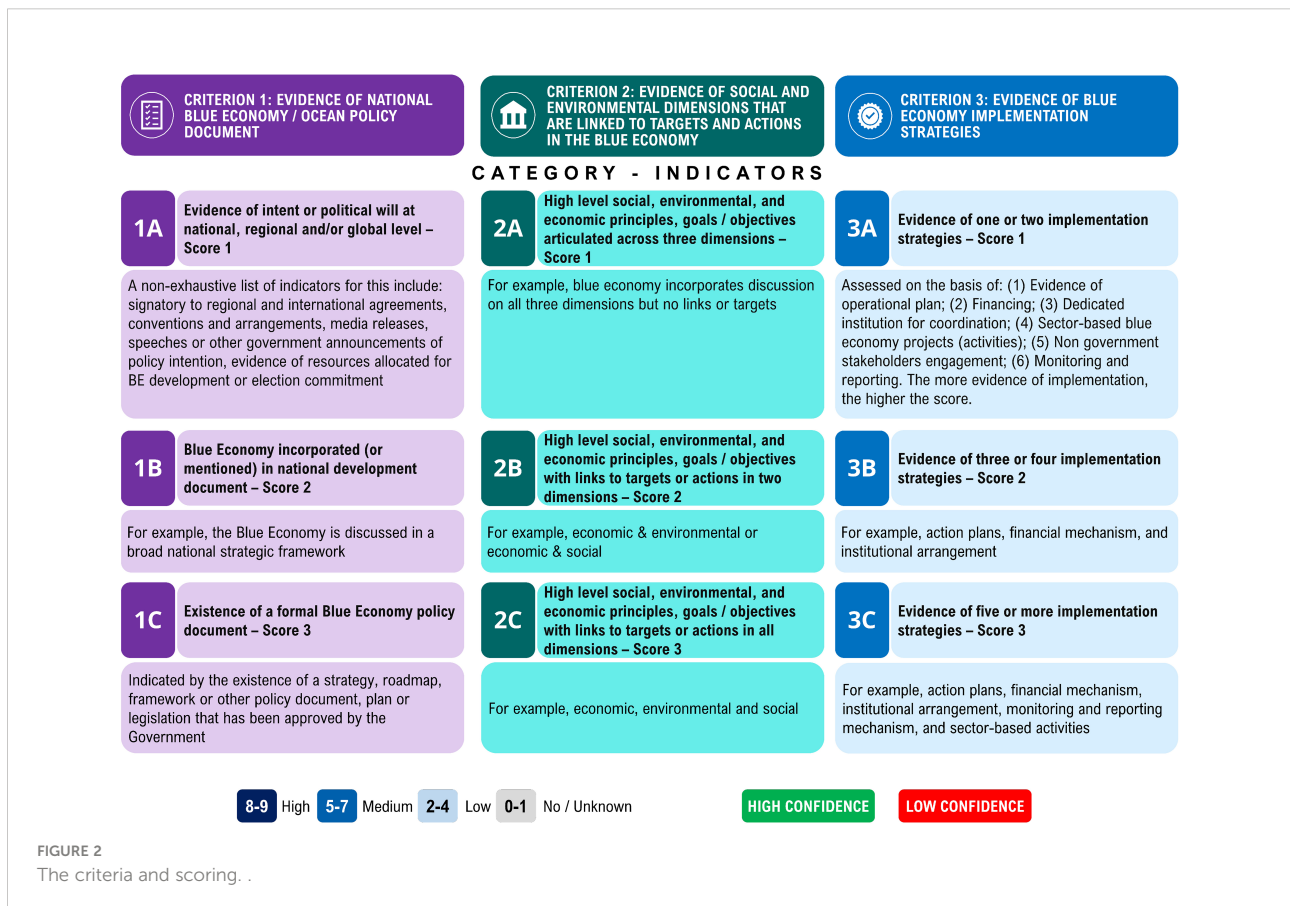 CRITERION 1: EVIDENCE OF NATIONAL
BLUE ECONOMY / OCEAN POLICY
DOCUMENT
CRITERION 2: EVIDENCE OF SOCIAL AND
ENVIRONMENTAL DIMENSIONS THAT
ARE LINKED TO TARGETS AND ACTIONS
IN THE BLUE ECONOMY
CRITERION 3: EVIDENCE OF BLUE
ECONOMY IMPLEMENTATION
STRATEGIES
CATEGORY - INDICATORS
1A
Evidence of intent or political will at
national, regional and/or global level –
Score 1
2A
High level social, environmental, and
economic principles, goals / objectives
articulated across three dimensions –
Score 1
3A
Evidence of one or two implementation
strategies – Score 1
A non-exhaustive list of indicators for this include:
signatory to regional and international agreements,
conventions and arrangements, media releases,
speeches or other government announcements of
policy intention, evidence of resources allocated for
BE development or election commitment
For example, blue economy incorporates discussion
on all three dimensions but no links or targets
Assessed on the basis of: (1) Evidence of
operational plan; (2) Financing; (3) Dedicated
institution for coordination; (4) Sector-based blue
economy projects (activities); (5) Non government
stakeholders engagement; (6) Monitoring and
reporting. The more evidence of implementation,
the higher the score.
1B
Blue Economy incorporated (or
mentioned) in national development
document – Score 2
2B
High level social, environmental, and
economic principles, goals / objectives
with links to targets or actions in two
dimensions – Score 2
3B
Evidence of three or four implementation
strategies – Score 2
For example, the Blue Economy is discussed in a
broad national strategic framework
For example, economic & environmental or
economic & social
For example, action plans, financial mechanism, and
institutional arrangement
1C
Existence of a formal Blue Economy policy
document – Score 3
2C
High level social, environmental, and
economic principles, goals / objectives
with links to targets or actions in all
dimensions – Score 3
3C
Evidence of five or more implementation
strategies – Score 3
Indicated by the existence of a strategy, roadmap,
framework or other policy document, plan or
legislation that has been approved by the
Government
For example, economic, environmental and social
For example, action plans, financial mechanism,
institutional arrangement, monitoring and reporting
mechanism, and sector-based activities
8-9 High 5-7 Medium 2-4 Low 0-1 No / Unknown HIGH CONFIDENCE LOW CONFIDENCE
FIGURE 2
The criteria and scoring. .